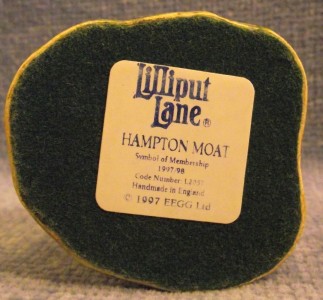 Lilliput
Lane®
HAMPTON MOAT
Symbol of Membership
1997/98
Code Number
Handmade in England
© 1997 EEGG Ltd